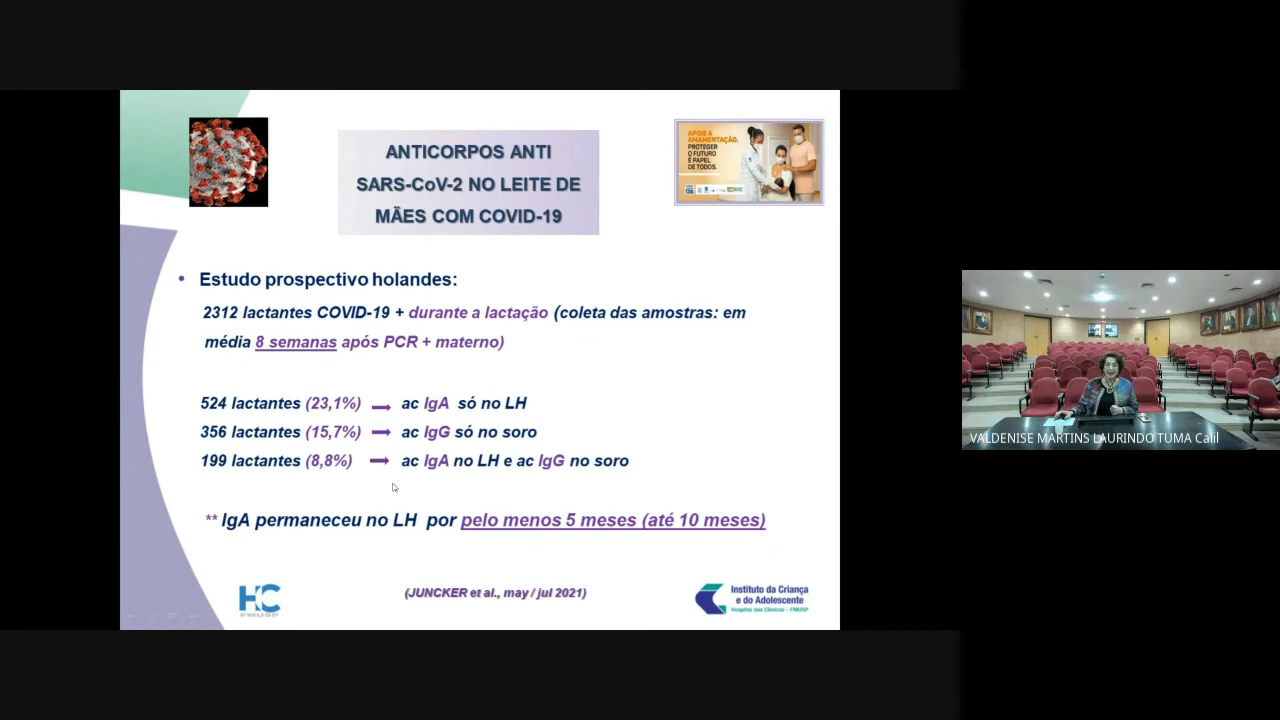 ANTICORPOS ANTI
SARS-CoV-2 NO LEITE DE
MÃES COM COVID-19
APOIE A
AMAMENTAÇÃO,
PROTEGER
O FUTURO
É PAPEL
DE TODOS.
• Estudo prospectivo holandes:
2312 lactantes COVID-19 + durante a lactação (coleta das amostras: em
média 8 semanas após PCR + materno)
524 lactantes (23,1%) → ac IgA só no LH
356 lactantes (15,7%) → ac IgG só no soro
199 lactantes (8,8%) → ac IgA no LH e ac IgG no soro
** IgA permaneceu no LH por pelo menos 5 meses (até 10 meses)
HC
FMUSP
(JUNCKER et al., may / jul 2021)
Instituto da Criança
e do Adolescente
Hospital das Clínicas - FMUSP
VALDENISE MARTINS LAURINDO TUMA Calil